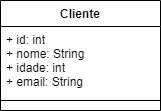 Cliente
+ id: int
+ nome: String
+ idade: int
+ email: String